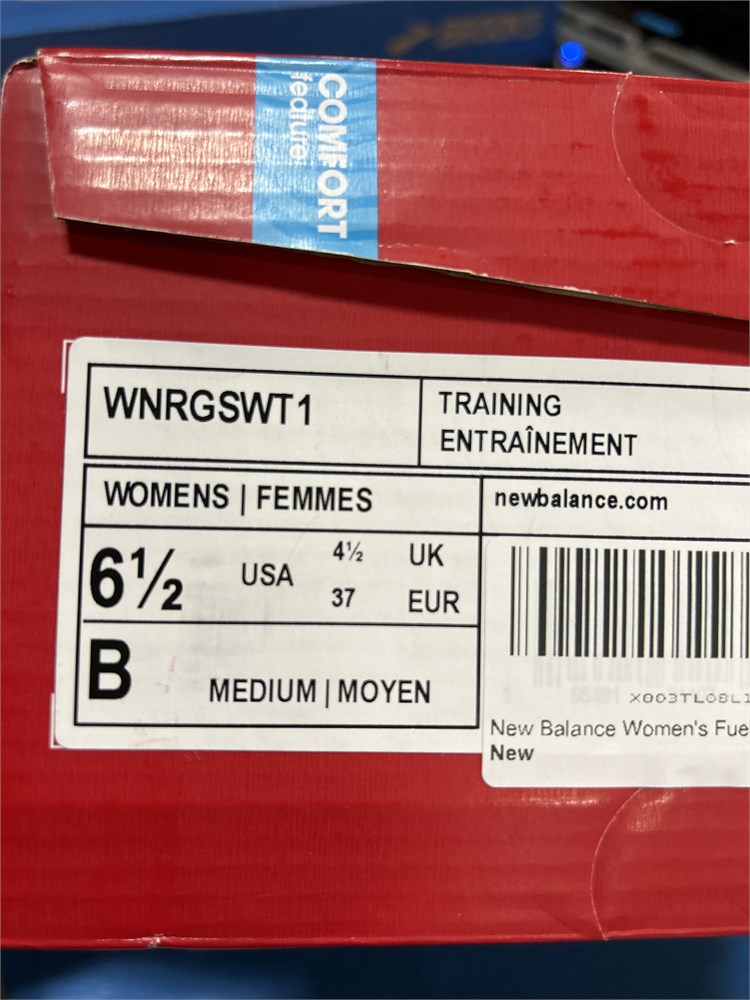 COMFORT
feature
WNRGSWT1
TRAINING
ENTRAÎNEMENT
WOMENS | FEMMES
newbalance.com
6½ USA 4½ UK
37 EUR
B MEDIUM | MOYEN
New Balance Women's Fue
New